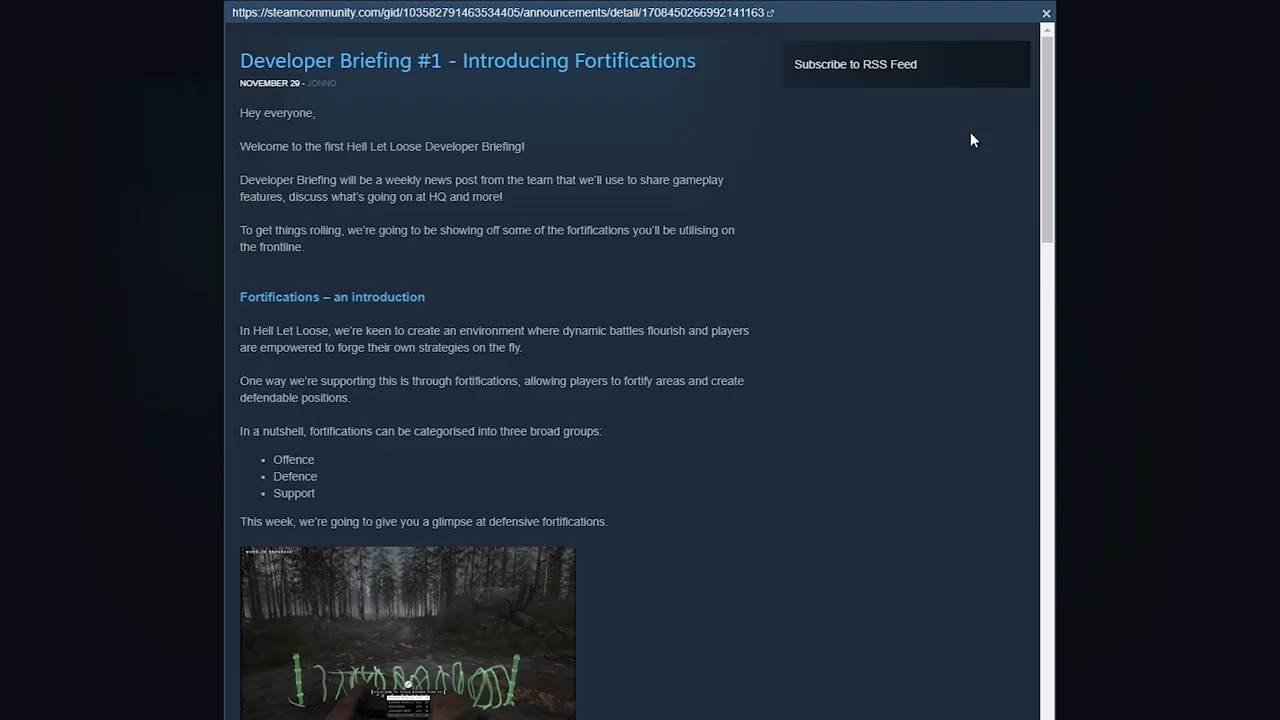 https://steamcommunity.com/gid/103582791463534405/announcements/detail/1708450266992141163
Developer Briefing #1 - Introducing Fortifications
NOVEMBER 29 - JONNO
Subscribe to RSS Feed
Hey everyone,
Welcome to the first Hell Let Loose Developer Briefing!
Developer Briefing will be a weekly news post from the team that we'll use to share gameplay
features, discuss what's going on at HQ and more!
To get things rolling, we're going to be showing off some of the fortifications you'll be utilising on
the frontline.
Fortifications – an introduction
In Hell Let Loose, we're keen to create an environment where dynamic battles flourish and players
are empowered to forge their own strategies on the fly.
One way we're supporting this is through fortifications, allowing players to fortify areas and create
defendable positions.
In a nutshell, fortifications can be categorised into three broad groups:
Offence
Defence
Support
This week, we're going to give you a glimpse at defensive fortifications.
WORK IN PROGRESS